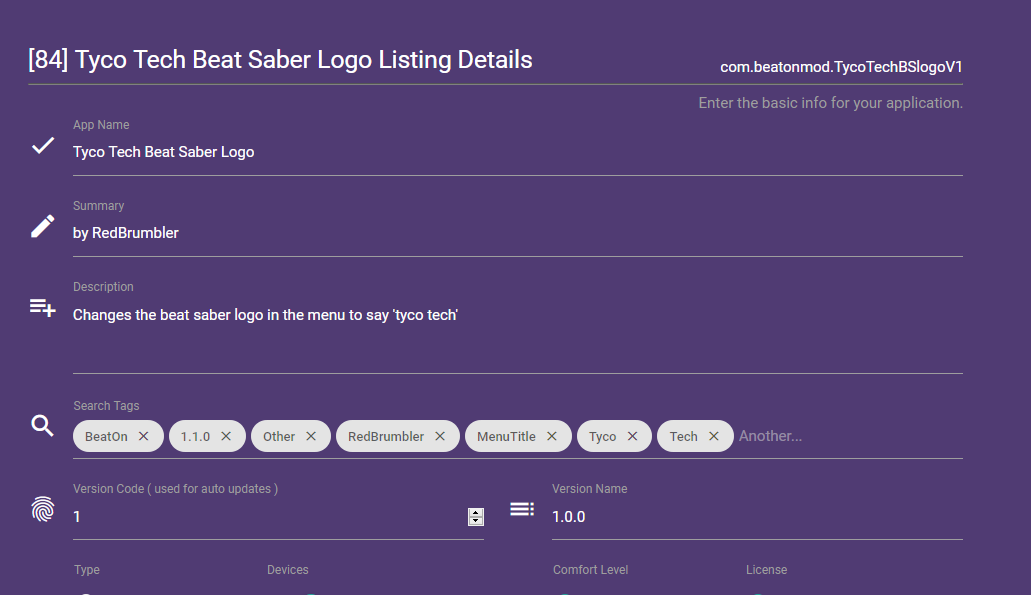 [84] Tyco Tech Beat Saber Logo Listing Details
com.beatonmod.TycoTechBSlogoV1
Enter the basic info for your application.
App Name
Tyco Tech Beat Saber Logo
Summary
by RedBrumbler
Description
Changes the beat saber logo in the menu to say 'tyco tech'
Search Tags
BeatOn 1.1.0 Other RedBrumbler MenuTitle Tyco Tech Another...
Version Code ( used for auto updates ) Version Name
1 1.0.0
Type Devices Comfort Level License